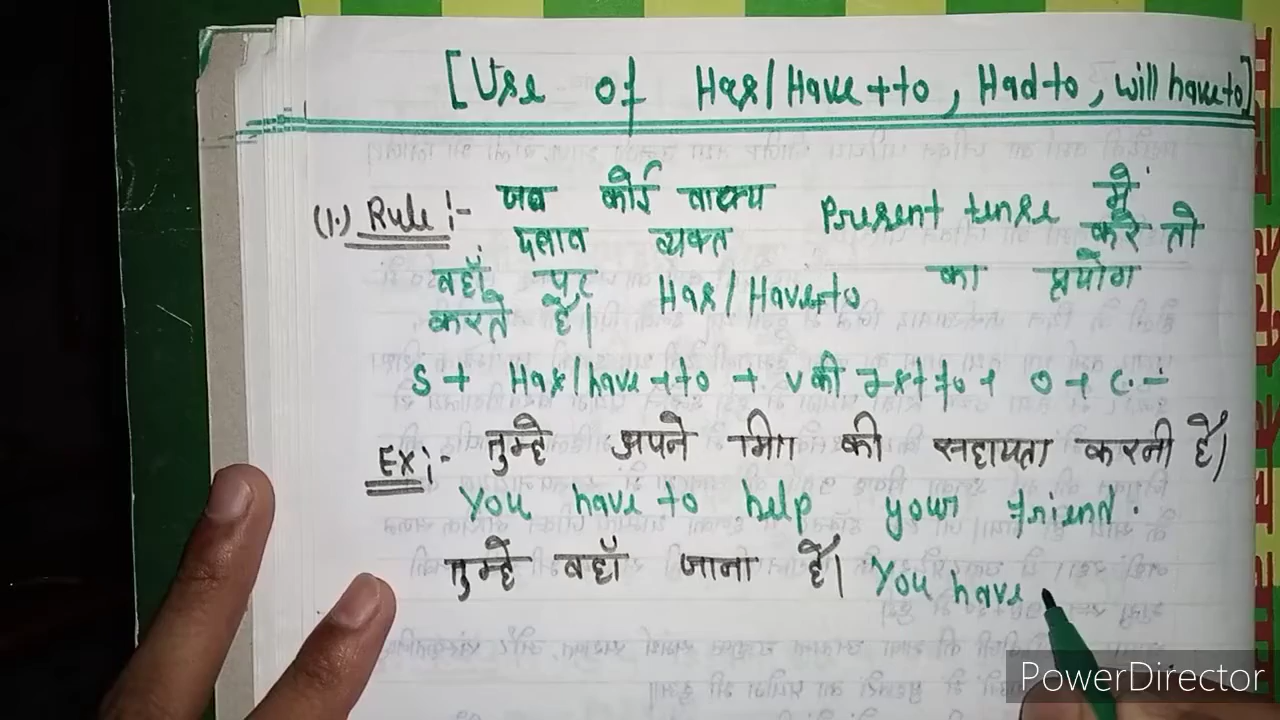 [Use of Has/Have+to, Had to, will have to]
(1.) Rule:- जब कोई वाक्य Present tense में
दबाव व्यक्त करे तो
वहाँ पर Has/Have+to का प्रयोग
करते है।
S + Has/have+to + v की Ist fo + o + c.-
Ex:- तुम्हे अपने मित्र की सहायता करनी है।
You have to help your friend.
तुम्हे वहाँ जाना है। You have
PowerDirector